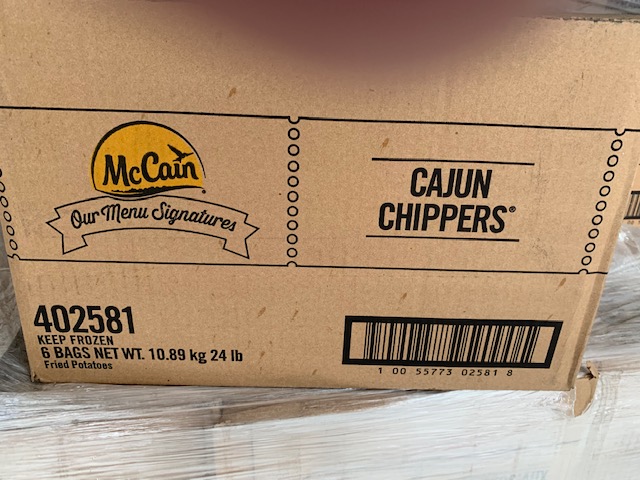 McCain
Our Menu Signatures
CAJUN
CHIPPERS®
402581
KEEP FROZEN
6 BAGS NET WT. 10.89 kg 24 lb
Fried Potatoes
1 00 55773 02581 8